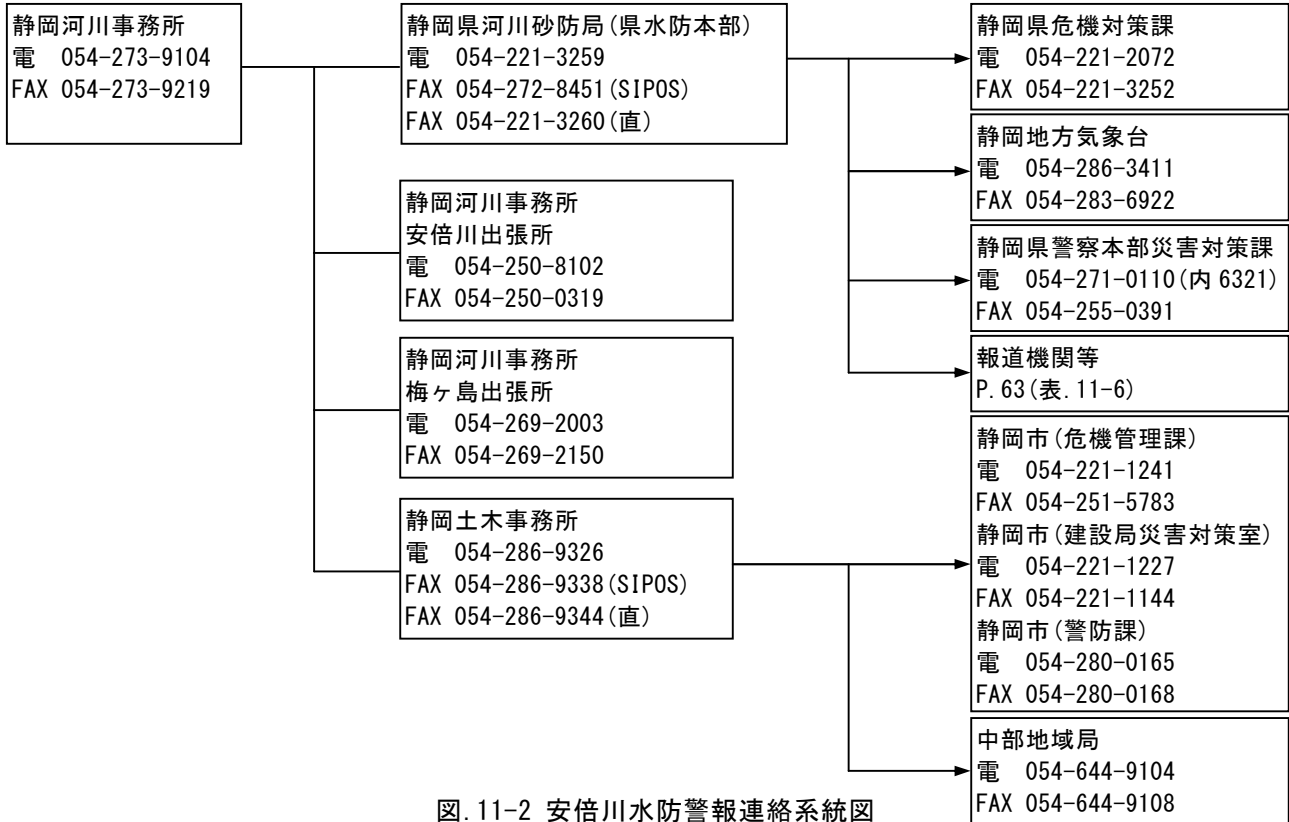 静岡河川事務所
電 054-273-9104
FAX 054-273-9219
静岡県河川砂防局(県水防本部)
電 054-221-3259
FAX 054-272-8451(SIPOS)
FAX 054-221-3260(直)
静岡河川事務所
安倍川出張所
電 054-250-8102
FAX 054-250-0319
静岡河川事務所
梅ヶ島出張所
電 054-269-2003
FAX 054-269-2150
静岡土木事務所
電 054-286-9326
FAX 054-286-9338(SIPOS)
FAX 054-286-9344(直)
静岡県危機対策課
電 054-221-2072
FAX 054-221-3252
静岡地方気象台
電 054-286-3411
FAX 054-283-6922
静岡県警察本部災害対策課
電 054-271-0110(内 6321)
FAX 054-255-0391
報道機関等
P.63(表.11-6)
静岡市(危機管理課)
電 054-221-1241
FAX 054-251-5783
静岡市(建設局災害対策室)
電 054-221-1227
FAX 054-221-1144
静岡市(警防課)
電 054-280-0165
FAX 054-280-0168
中部地域局
電 054-644-9104
FAX 054-644-9108
図.11-2 安倍川水防警報連絡系統図